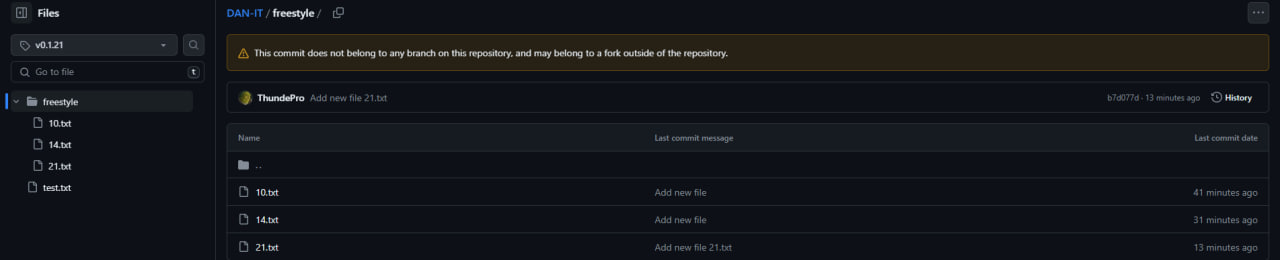 Files
v0.1.21
Go to file
t
freestyle
10.txt
14.txt
21.txt
test.txt
DAN-IT / freestyle /
This commit does not belong to any branch on this repository, and may belong to a fork outside of the repository.
ThundePro Add new file 21.txt b7d077d · 13 minutes ago History
Name Last commit message Last commit date
..
10.txt Add new file 41 minutes ago
14.txt Add new file 31 minutes ago
21.txt Add new file 21.txt 13 minutes ago